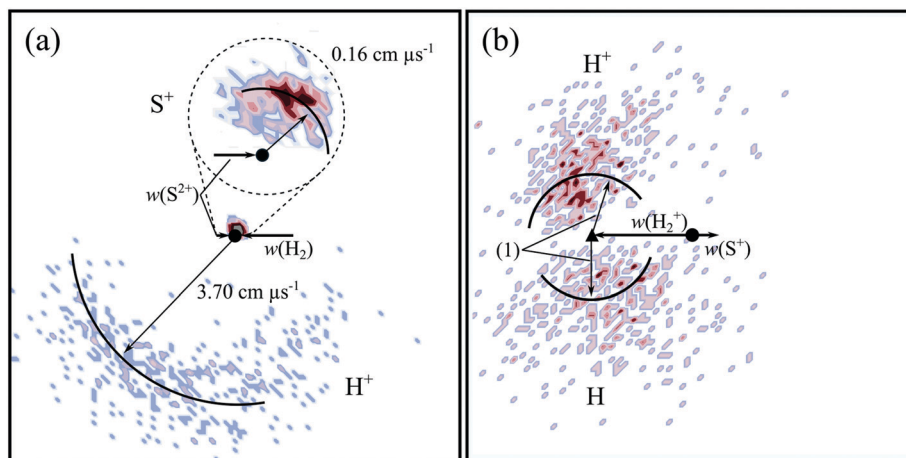 (a)
0.16 cm μs⁻¹
S⁺
w(S²⁺)
w(H₂)
3.70 cm μs⁻¹
H⁺
(b)
H⁺
w(H₂⁺)
(1)
w(S⁺)
H